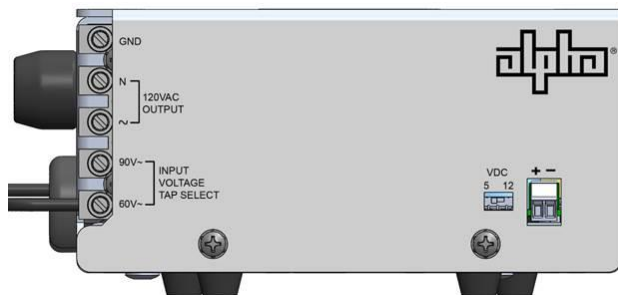 GND
N
120VAC
OUTPUT
~
90V~
INPUT
VOLTAGE
TAP SELECT
60V~
alpha®
VDC
5 12
+ −